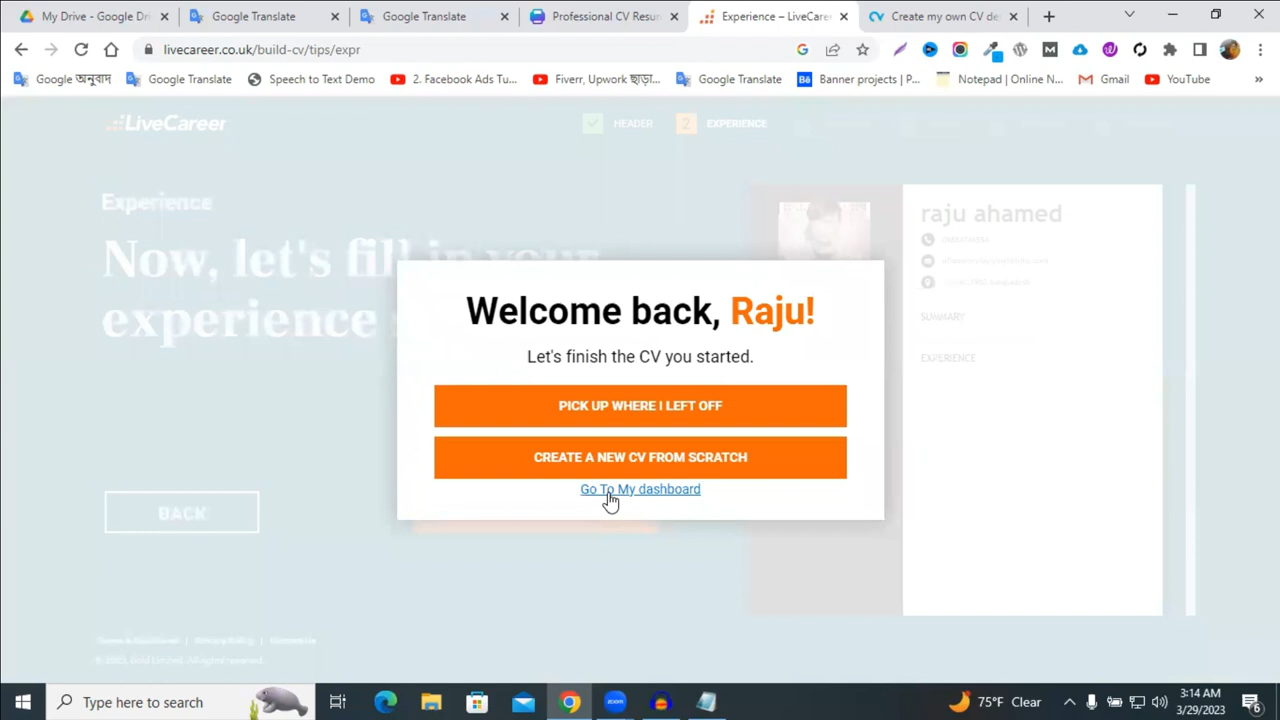 My Drive - Google Dri
Google Translate
Google Translate
Professional CV Resun
Experience – LiveCaree
Create my own CV de
livecareer.co.uk/build-cv/tips/expr
Google অনুবাদ
Google Translate
Speech to Text Demo
2. Facebook Ads Tu...
Fiverr, Upwork ছাড়া...
Google Translate
Bē Banner projects | P...
Notepad | Online N...
Gmail
YouTube
»
LiveCareer
HEADER
2 EXPERIENCE
Experience
Now, let's fill in your
experience
raju ahamed
SUMMARY
EXPERIENCE
Welcome back, Raju!
Let's finish the CV you started.
PICK UP WHERE I LEFT OFF
CREATE A NEW CV FROM SCRATCH
Go To My dashboard
BACK
Type here to search
zoom
75°F Clear
3:14 AM
3/29/2023
6